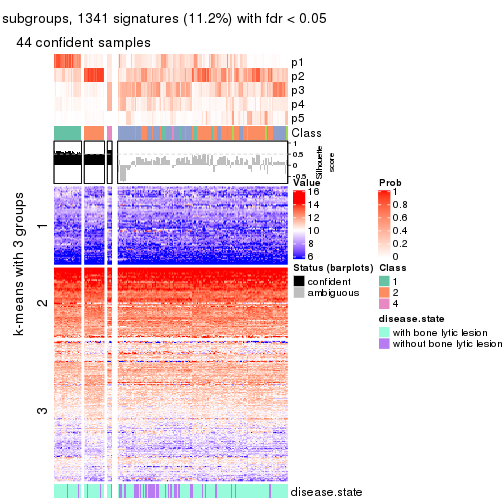 subgroups, 1341 signatures (11.2%) with fdr < 0.05
44 confident samples
p1
p2
p3
p4
p5
Class
1
0.5
0
-0.5
Silhouette
score
k-means with 3 groups
1
2
3
Value
16
14
12
10
8
6
Prob
1
0.8
0.6
0.4
0.2
0
Status (barplots)
confident
ambiguous
Class
1
2
4
disease.state
with bone lytic lesion
without bone lytic lesion
disease.state